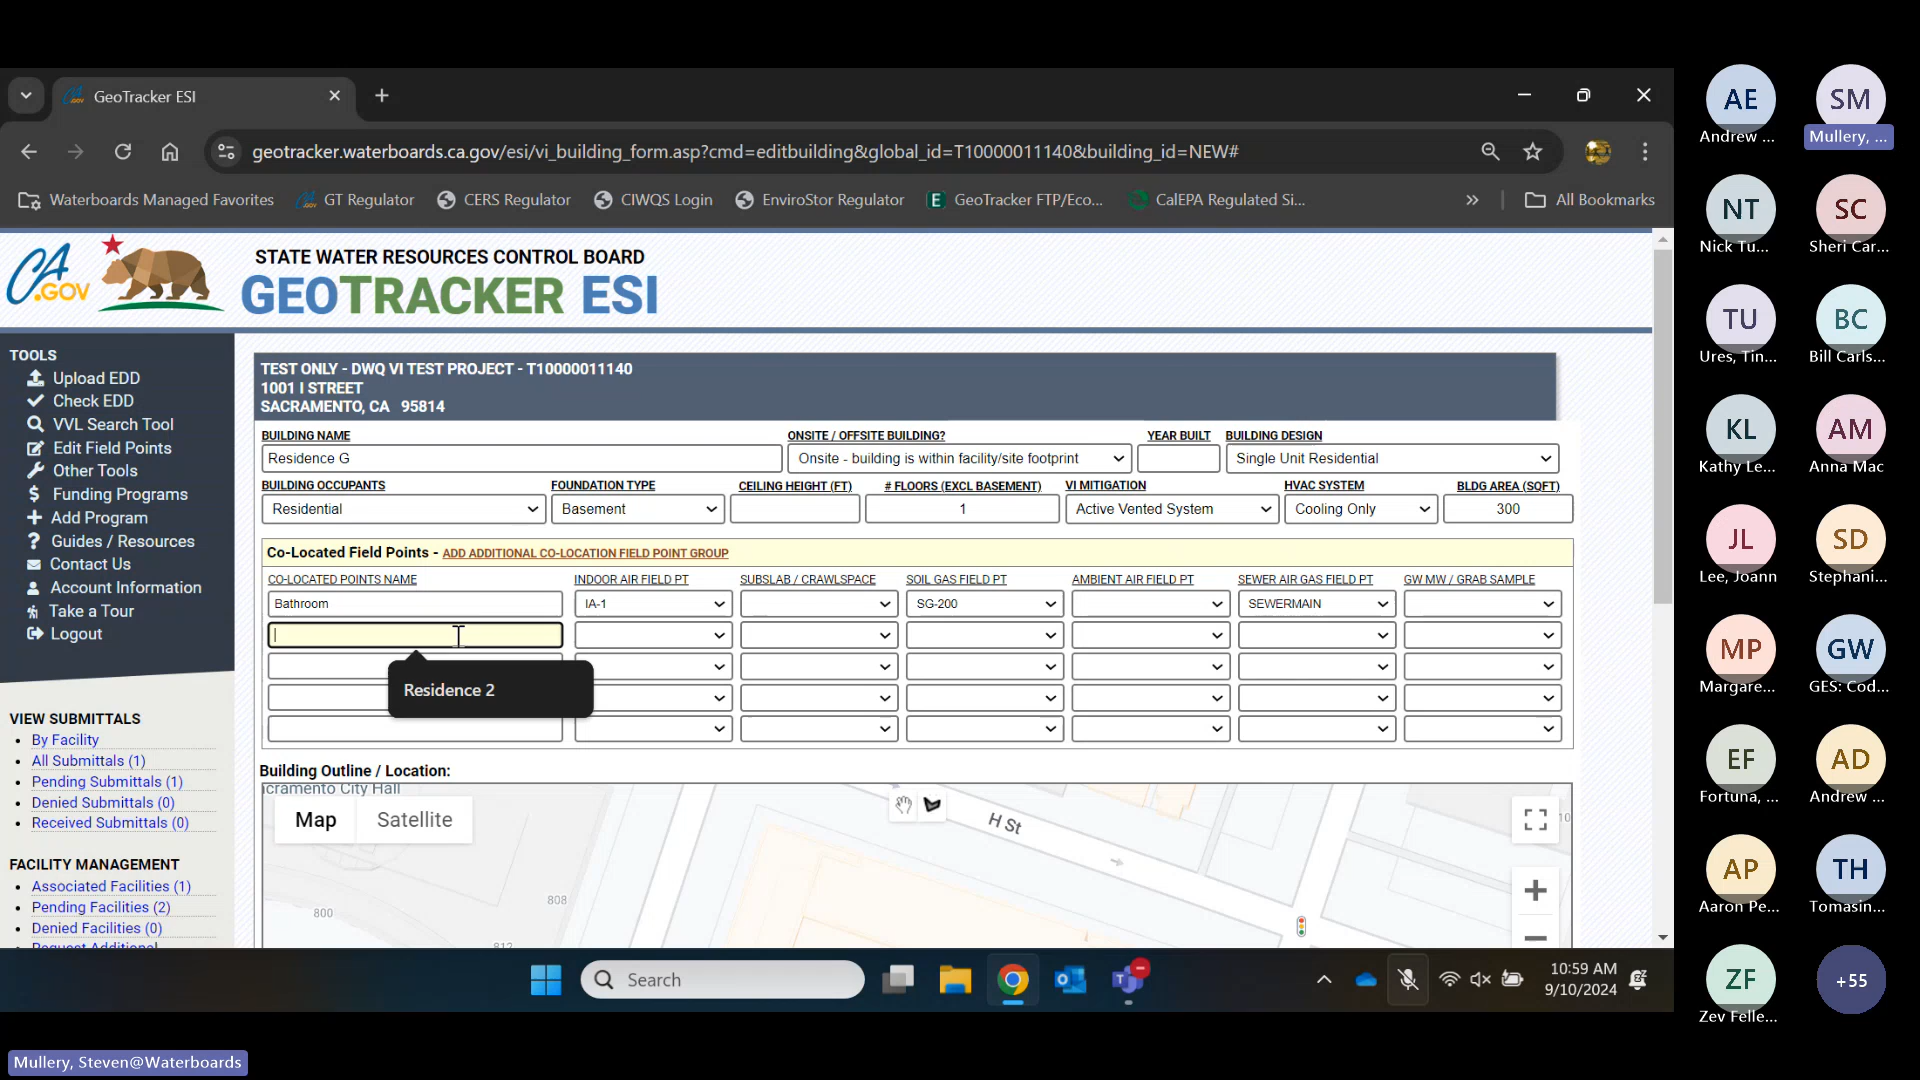 GeoTracker ESI
geotracker.waterboards.ca.gov/esi/vi_building_form.asp?cmd=editbuilding&global_id=T10000011140&building_id=NEW#
Waterboards Managed Favorites
GT Regulator
CERS Regulator
CIWQS Login
EnviroStor Regulator
E
GeoTracker FTP/Eco...
CalEPA Regulated Si...
»
All Bookmarks
CA.GOV
STATE WATER RESOURCES CONTROL BOARD
GEOTRACKER ESI
TOOLS
Upload EDD
Check EDD
VVL Search Tool
Edit Field Points
Other Tools
$ Funding Programs
Add Program
? Guides / Resources
Contact Us
Account Information
Take a Tour
Logout
VIEW SUBMITTALS
• By Facility
• All Submittals (1)
• Pending Submittals (1)
• Denied Submittals (0)
• Received Submittals (0)
FACILITY MANAGEMENT
• Associated Facilities (1)
• Pending Facilities (2)
• Denied Facilities (0)
• Request Additional
TEST ONLY - DWQ VI TEST PROJECT - T10000011140
1001 I STREET
SACRAMENTO, CA 95814
BUILDING NAME ONSITE / OFFSITE BUILDING? YEAR BUILT BUILDING DESIGN
Residence G Onsite - building is within facility/site footprint Single Unit Residential
BUILDING OCCUPANTS FOUNDATION TYPE CEILING HEIGHT (FT) # FLOORS (EXCL BASEMENT) VI MITIGATION HVAC SYSTEM BLDG AREA (SQFT)
Residential Basement 1 Active Vented System Cooling Only 300
Co-Located Field Points - ADD ADDITIONAL CO-LOCATION FIELD POINT GROUP
CO-LOCATED POINTS NAME INDOOR AIR FIELD PT SUBSLAB / CRAWLSPACE SOIL GAS FIELD PT AMBIENT AIR FIELD PT SEWER AIR GAS FIELD PT GW MW / GRAB SAMPLE
Bathroom IA-1 SG-200 SEWERMAIN
Residence 2
Building Outline / Location:
icramento City Hall
Map Satellite
H St
10
800
808
812
Search
10:59 AM
9/10/2024
AE
Andrew ...
SM
Mullery, ...
NT
Nick Tu...
SC
Sheri Car...
TU
Ures, Tin...
BC
Bill Carls...
KL
Kathy Le...
AM
Anna Mac
JL
Lee, Joann
SD
Stephani...
MP
Margare...
GW
GES: Cod...
EF
Fortuna, ...
AD
Andrew ...
AP
Aaron Pe...
TH
Tomasin...
ZF
Zev Felle...
+55
Mullery, Steven@Waterboards